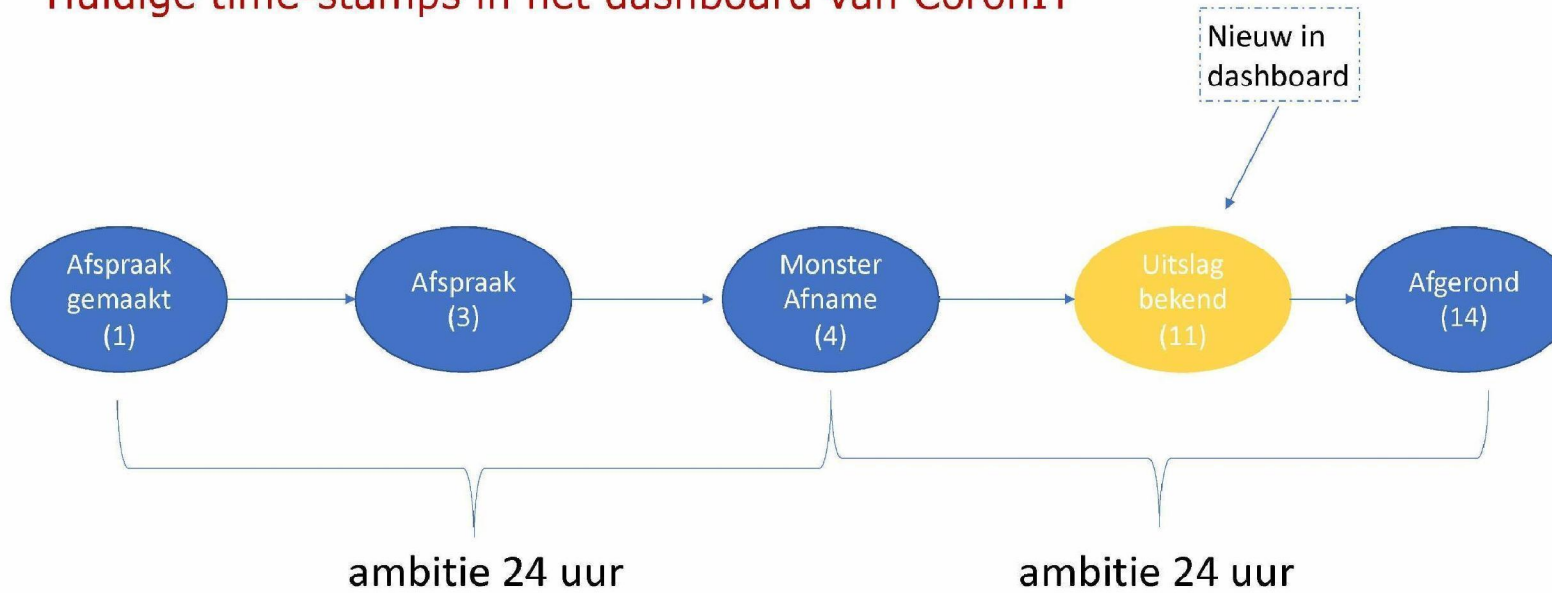 Huidige time-stamps in het dashboard van CoronIT
Nieuw in
dashboard
Afspraak
gemaakt
(1)
Afspraak
(3)
Monster
Afname
(4)
Uitslag
bekend
(11)
Afgerond
(14)
ambitie 24 uur
ambitie 24 uur